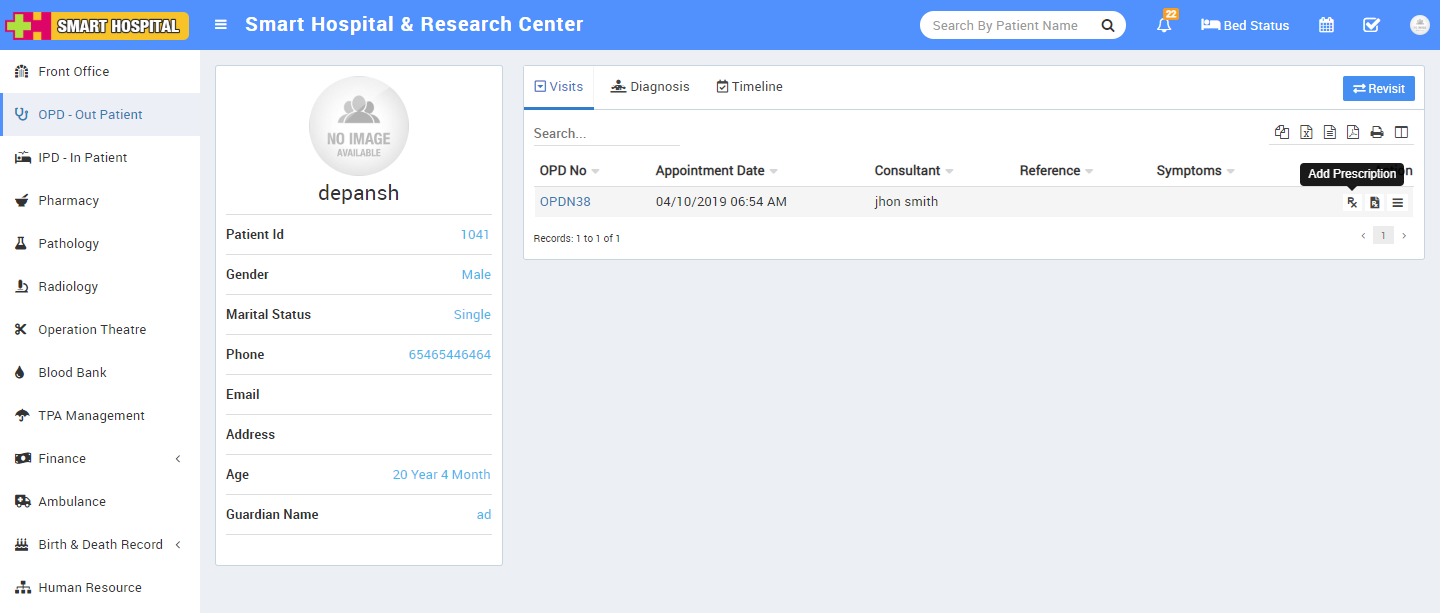 SMART HOSPITAL
Smart Hospital & Research Center
Search By Patient Name
22
Bed Status
Front Office
OPD - Out Patient
IPD - In Patient
Pharmacy
Pathology
Radiology
Operation Theatre
Blood Bank
TPA Management
Finance
Ambulance
Birth & Death Record
Human Resource
NO IMAGE
AVAILABLE
depansh
Patient Id 1041
Gender Male
Marital Status Single
Phone 65465446464
Email
Address
Age 20 Year 4 Month
Guardian Name ad
Visits Diagnosis Timeline
Revisit
Search...
Add Prescription
OPD No Appointment Date Consultant Reference Symptoms
OPDN38 04/10/2019 06:54 AM jhon smith
Records: 1 to 1 of 1
1